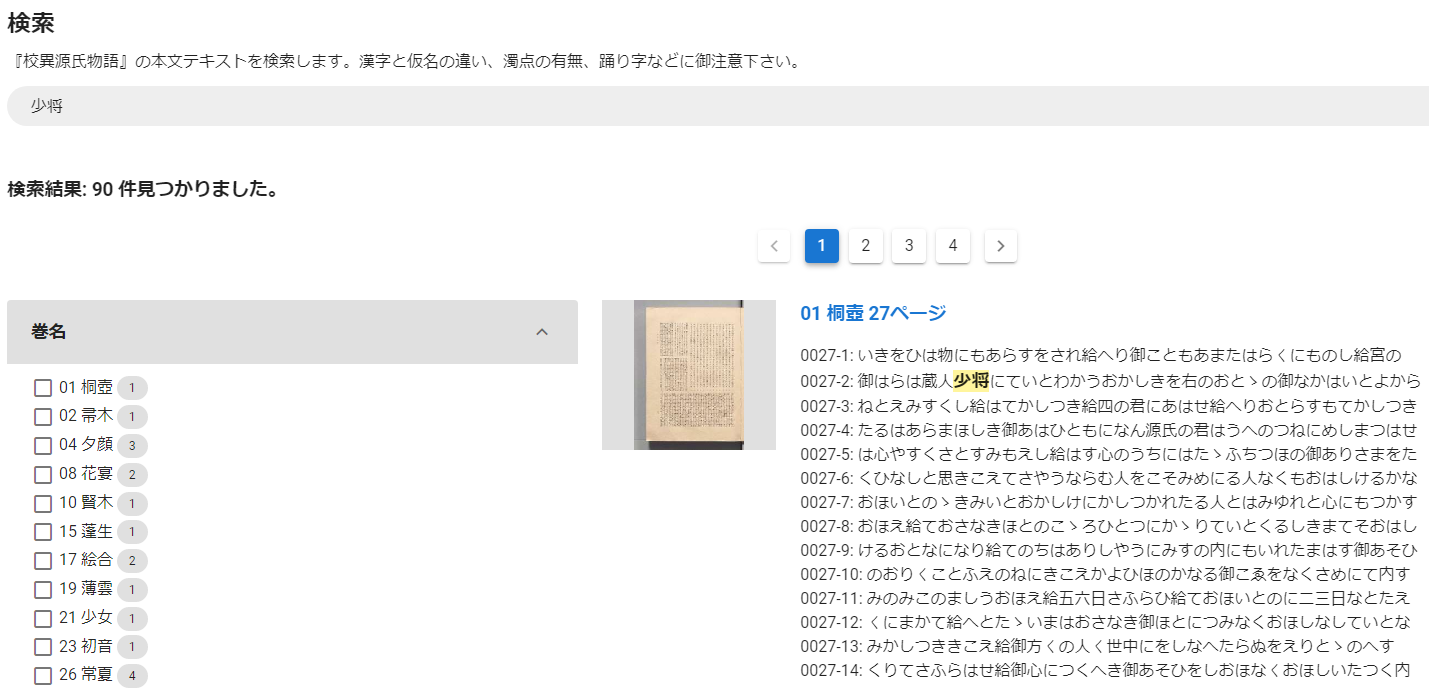 検索
『校異源氏物語』の本文テキストを検索します。漢字と仮名の違い、濁点の有無、踊り字などに御注意下さい。
少将
検索結果: 90 件見つかりました。
1 2 3 4
巻名
01 桐壺 1
02 帚木 1
04 夕顔 3
08 花宴 2
10 賢木 1
15 蓬生 1
17 絵合 2
19 薄雲 1
21 少女 1
23 初音 1
26 常夏 4
01 桐壺 27ページ
0027-1: いきをひは物にもあらすをされ給へり御こともあまたはらくにものし給宮の
0027-2: 御はらは蔵人少将にていとわかうおかしきを右のおとゝの御なかはいとよから
0027-3: ねとえみすくし給はてかしつき給四の君にあはせ給へりおとらすもてかしつき
0027-4: たるはあらまほしき御あはひともになん源氏の君はうへのつねにめしまつはせ
0027-5: は心やすくさとすみもえし給はす心のうちにはたゝふちつほの御ありさまをた
0027-6: くひなしと思きこえてさやうならむ人をこそみめにる人なくもおはしけるかな
0027-7: おほいとのゝきみいとおかしけにかしつかれたる人とはみゆれと心にもつかす
0027-8: おほえ給ておさなきほとのこゝろひとつにかゝりていとくるしきまてそおはし
0027-9: けるおとなになり給てのちはありしやうにみすの内にもいれたまはす御あそひ
0027-10: のおりくことふえのねにきこえかよひほのかなる御こゑをなくさめにて内す
0027-11: みのみこのましうおほえ給五六日さふらひ給ておほいとのに二三日なとたえ
0027-12: くにまかて給へとたゝいまはおさなき御ほとにつみなくおほしなしていとな
0027-13: みかしつききこえ給御方くの人く世中にをしなへたらぬをえりとゝのへす
0027-14: くりてさふらはせ給御心につくへき御あそひをしおほなくおほしいたつく内